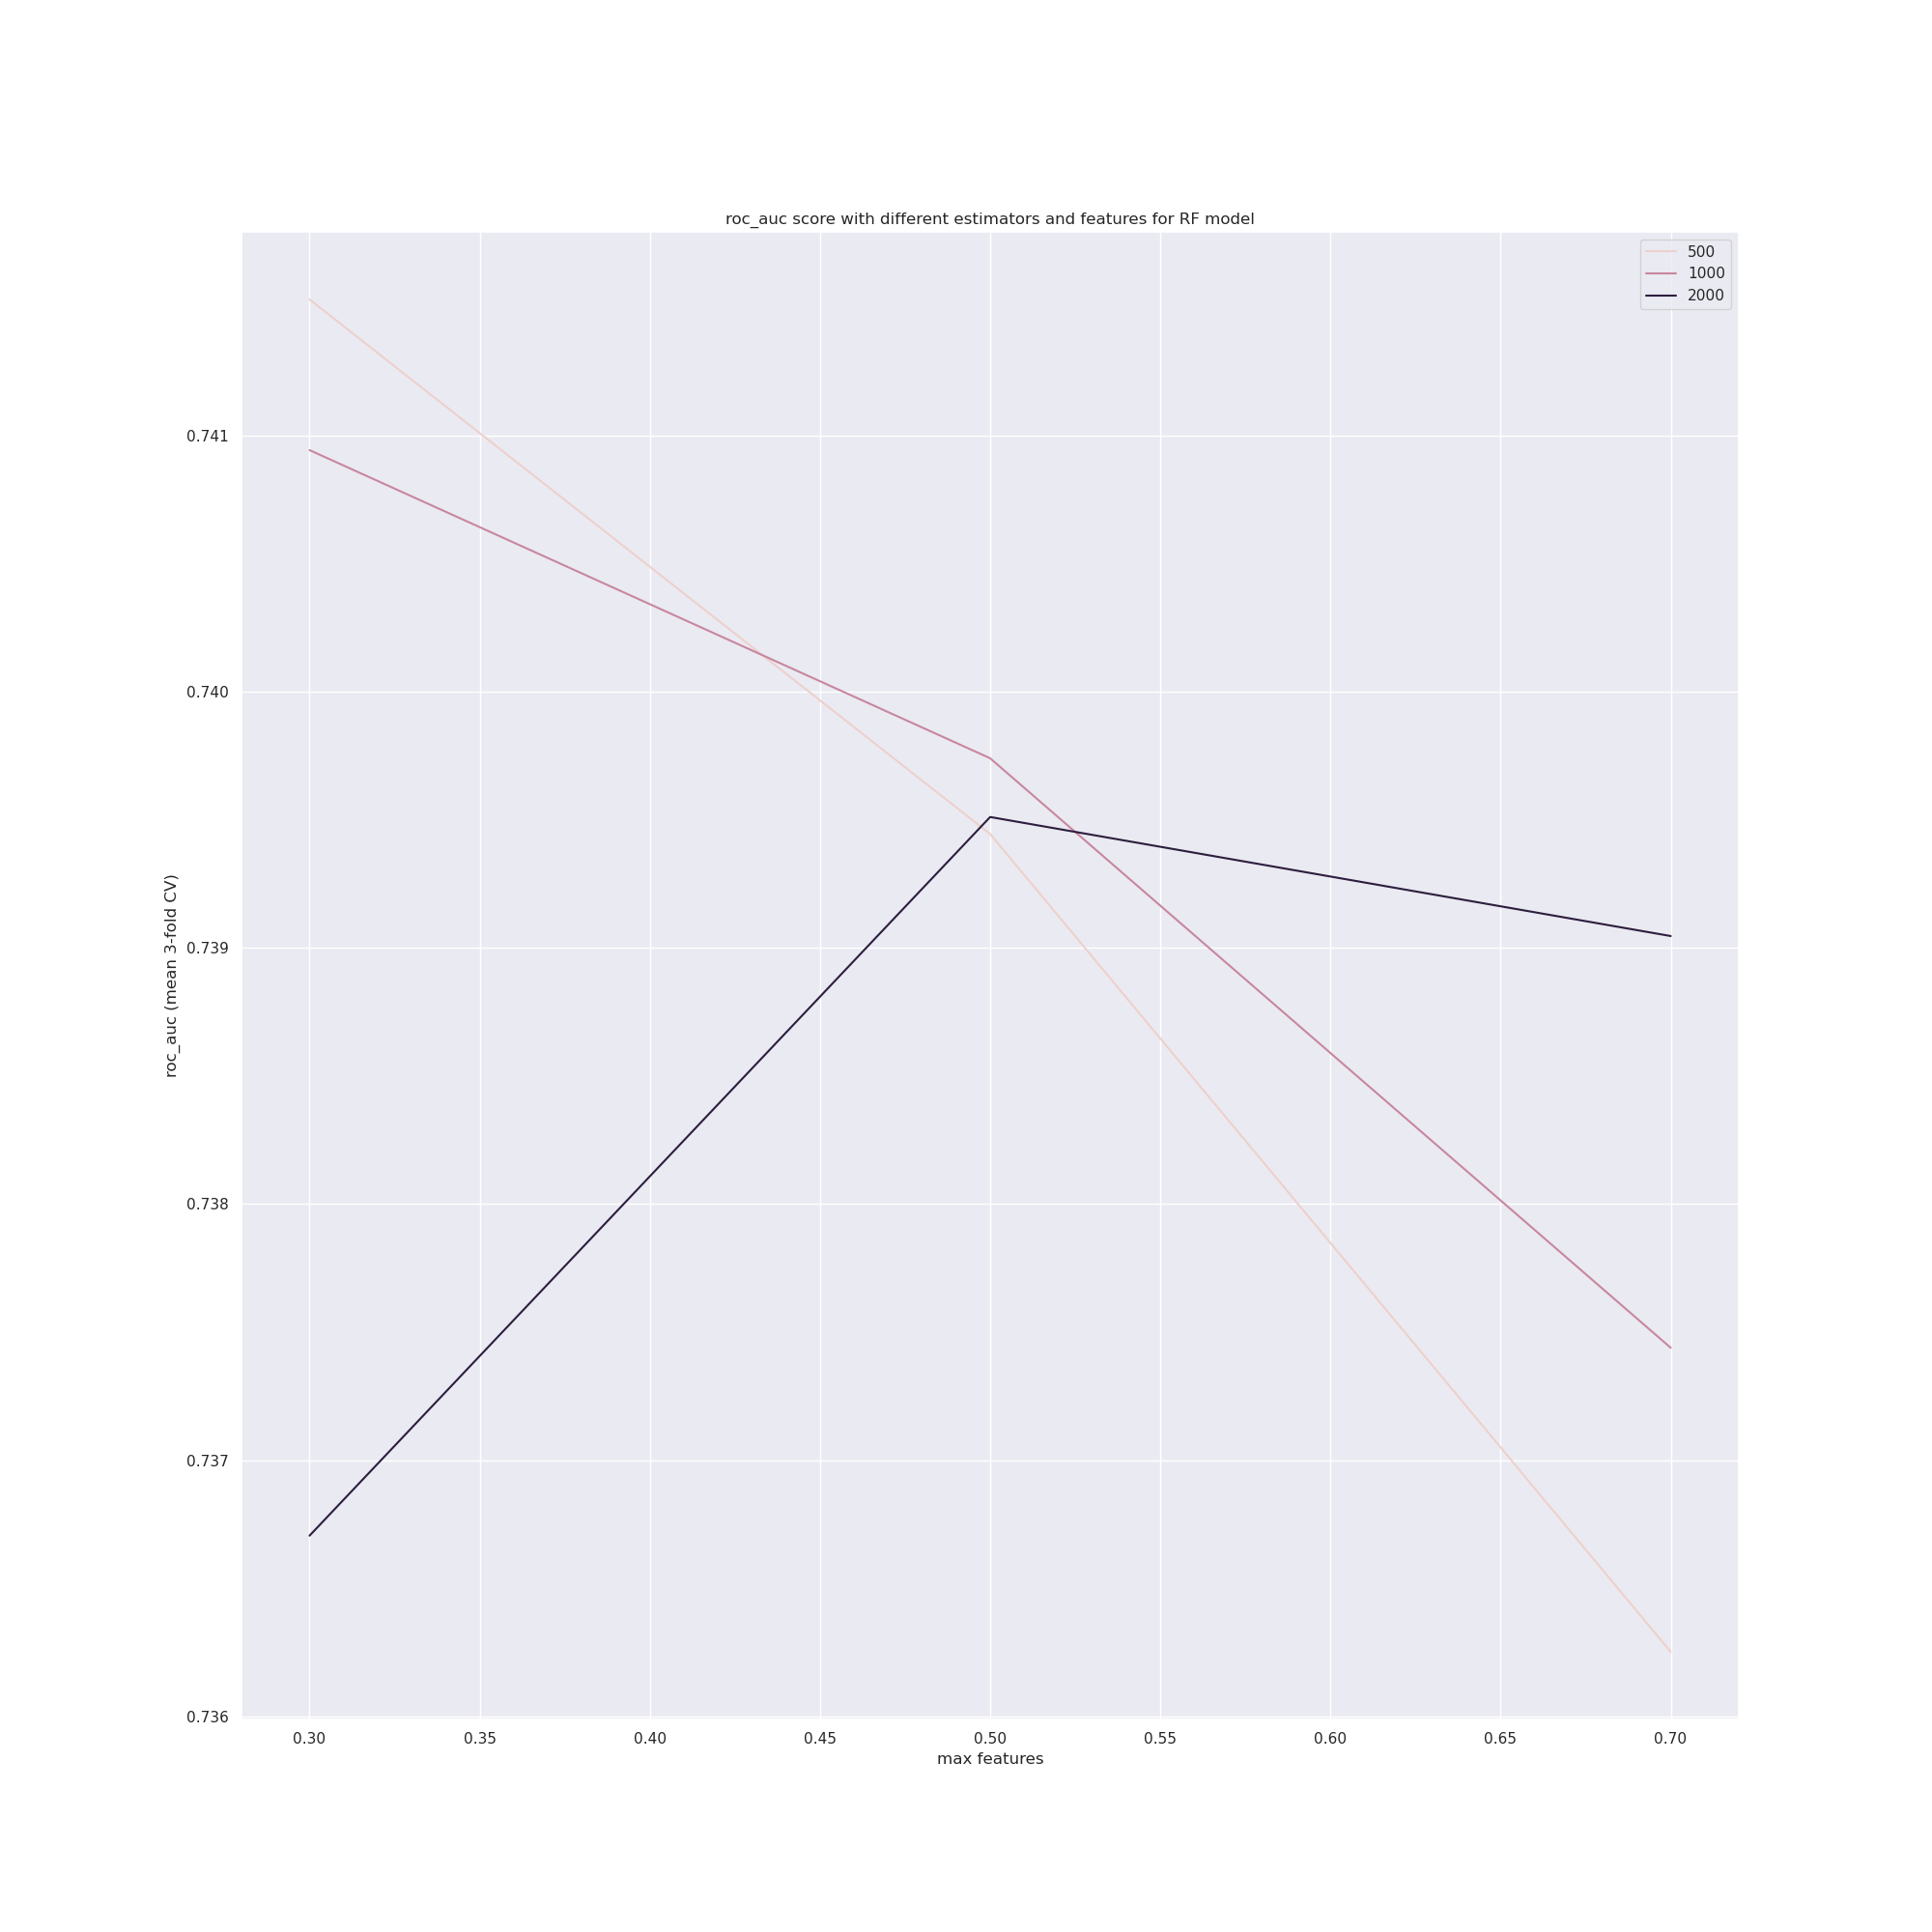 roc_auc score with different estimators and features for RF model
500
1000
2000
roc_auc (mean 3-fold CV)
0.741
0.740
0.739
0.738
0.737
0.736
0.30 0.35 0.40 0.45 0.50 0.55 0.60 0.65 0.70
max features